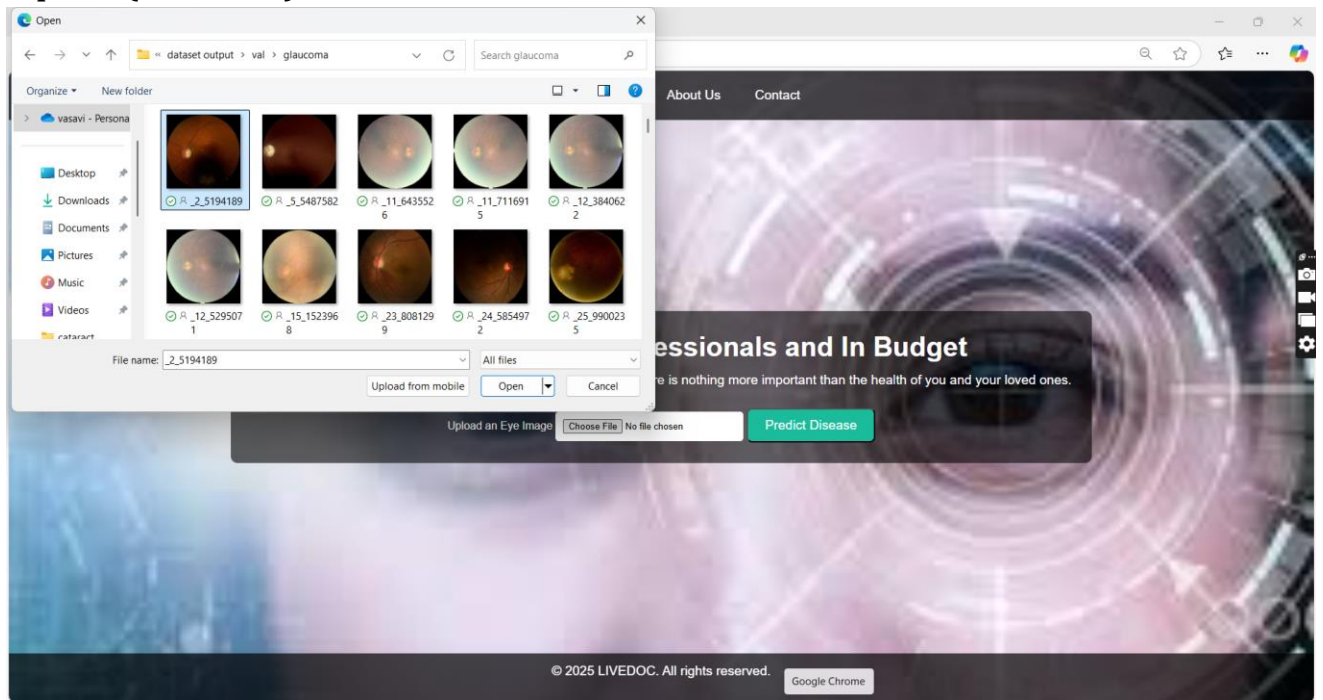 Open
dataset output > val > glaucoma
Search glaucoma
Organize
New folder
About Us
Contact
vasavi - Persona
Desktop
Downloads
Documents
Pictures
Music
Videos
cataract
_2_5194189
_5_5487582
_11_643552
6
_11_711691
5
_12_384062
2
_12_529507
1
_15_152396
8
_23_808129
9
_24_585497
2
_25_990023
5
File name: _2_5194189
All files
Upload from mobile
Open
Cancel
essionals and In Budget
e is nothing more important than the health of you and your loved ones.
Upload an Eye Image
Choose File No file chosen
Predict Disease
© 2025 LIVEDOC. All rights reserved.
Google Chrome